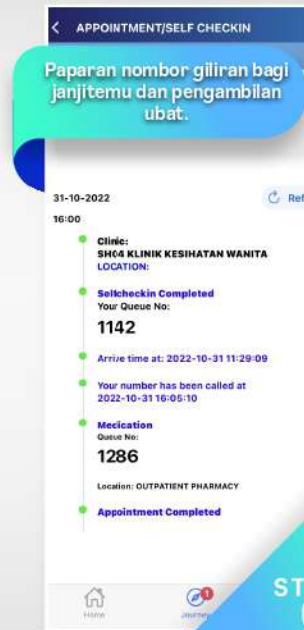 APPOINTMENT/SELF CHECKIN
Paparan nombor giliran bagi
janjitemu dan pengambilan
ubat.
31-10-2022
16:00
Clinic:
SH04 KLINIK KESIHATAN WANITA
LOCATION:
Selfcheckin Completed
Your Queue No:
1142
Arrive time at: 2022-10-31 11:29:09
Your number has been called at
2022-10-31 16:05:10
Medication
Queue No:
1286
Location: OUTPATIENT PHARMACY
Appointment Completed
1
Home
Journey